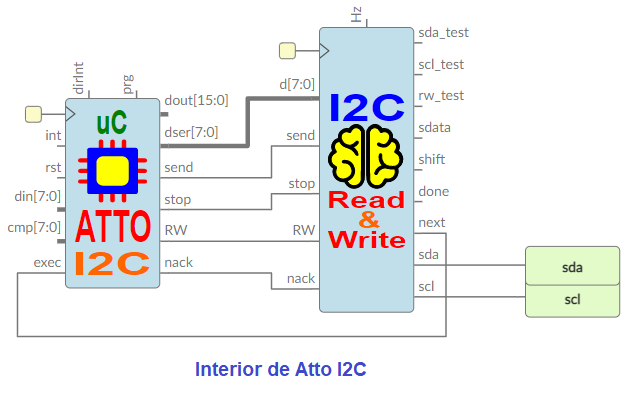 Hz
sda_test
scl_test
d[7:0]
rw_test
I2C
sdata
send
shift
stop
Read
&
Write
done
next
RW
sda
nack
scl
dirInt
prg
dout[15:0]
uC
dser[7:0]
int
rst
send
din[7:0]
stop
cmp[7:0]
ATTO
RW
I2C
exec
nack
sda
scl
Interior de Atto I2C